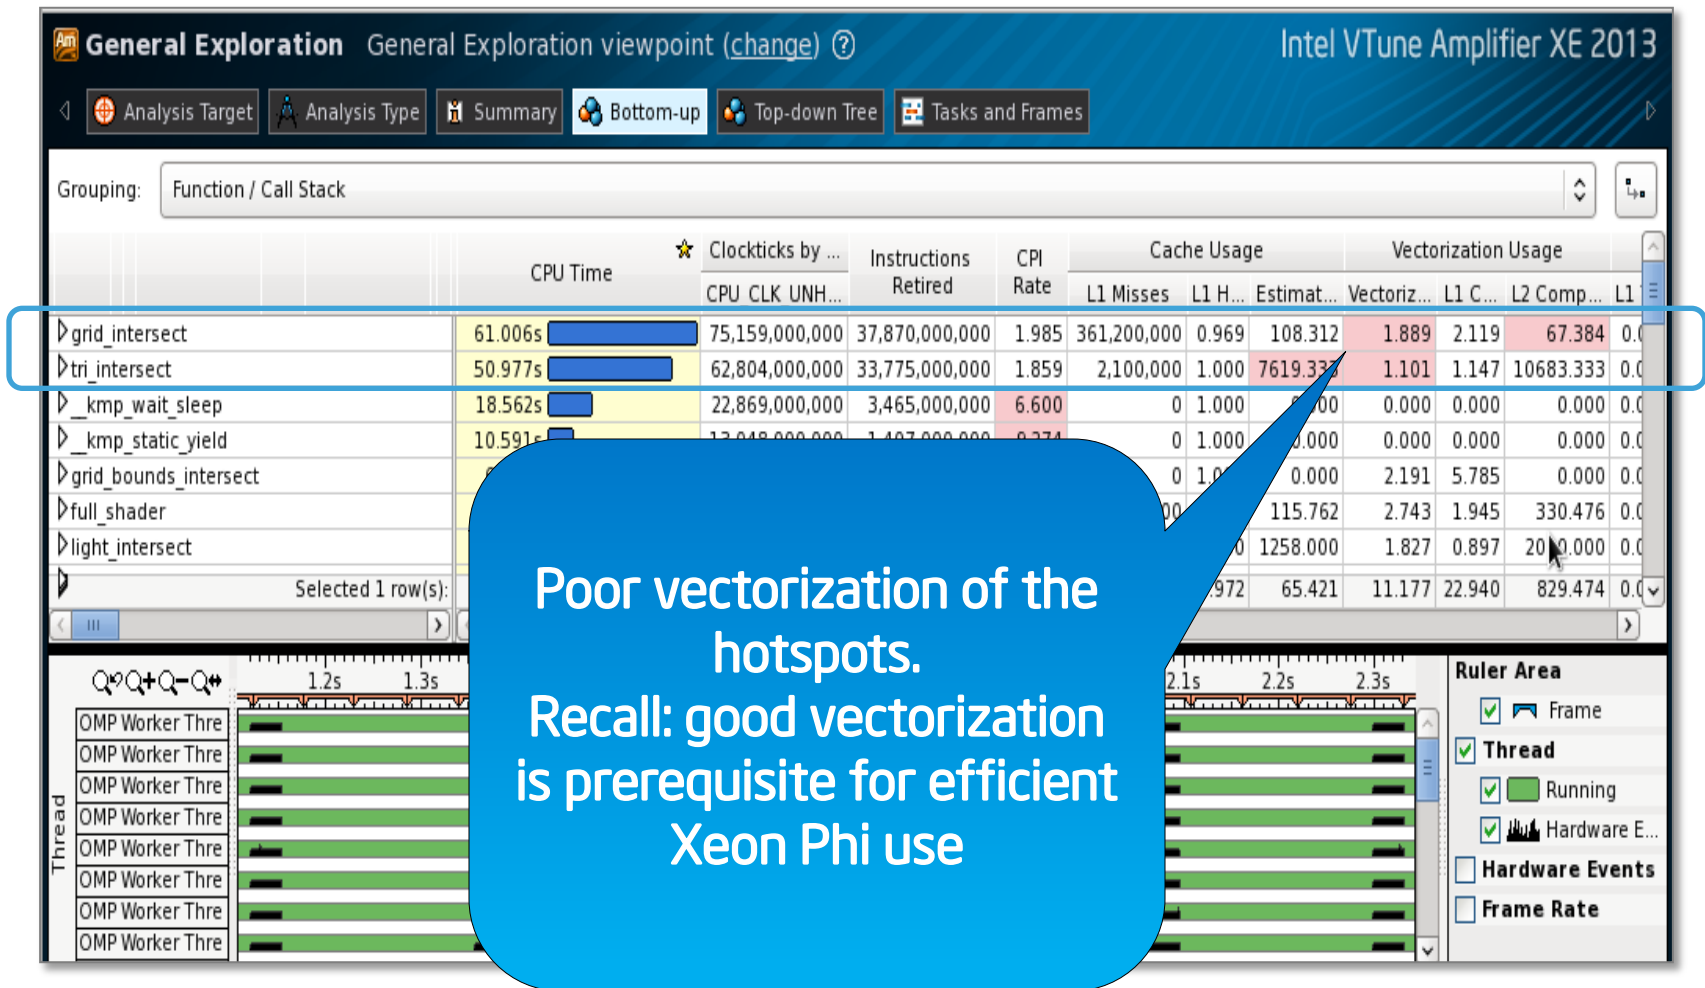 General Exploration General Exploration viewpoint (change) ? Intel VTune Amplifier XE 2013
Analysis Target Analysis Type Summary Bottom-up Top-down Tree Tasks and Frames
Grouping: Function / Call Stack
CPU Time Clockticks by ... Instructions Retired CPI Rate Cache Usage Vectorization Usage
CPU_CLK_UNH... L1 Misses L1 H... Estimat... Vectoriz... L1 C... L2 Comp... L1
grid_intersect 61.006s 75,159,000,000 37,870,000,000 1.985 361,200,000 0.969 108.312 1.889 2.119 67.384
tri_intersect 50.977s 62,804,000,000 33,775,000,000 1.859 2,100,000 1.000 7619.333 1.101 1.147 10683.333
__kmp_wait_sleep 18.562s 22,869,000,000 3,465,000,000 6.600 0 1.000 0.000 0.000 0.000
__kmp_static_yield 10.591s 0 1.000 0.000 0.000 0.000 0.000
grid_bounds_intersect 0 0.000 2.191 5.785 0.000
full_shader 115.762 2.743 1.945 330.476
light_intersect 1258.000 1.827 0.897
Selected 1 row(s): 65.421 11.177 22.940 829.474
Poor vectorization of the
hotspots.
Recall: good vectorization
is prerequisite for efficient
Xeon Phi use
1.2s 1.3s 2.1s 2.2s 2.3s
Thread
OMP Worker Thre
OMP Worker Thre
OMP Worker Thre
OMP Worker Thre
OMP Worker Thre
OMP Worker Thre
OMP Worker Thre
OMP Worker Thre
Ruler Area
Frame
Thread
Running
Hardware E...
Hardware Events
Frame Rate